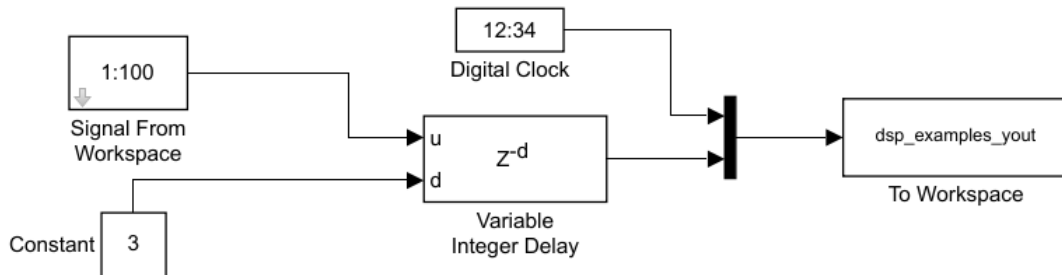 12:34
Digital Clock
1:100
Signal From
Workspace
u
d
Z-d
Variable
Integer Delay
dsp_examples_yout
To Workspace
Constant
3